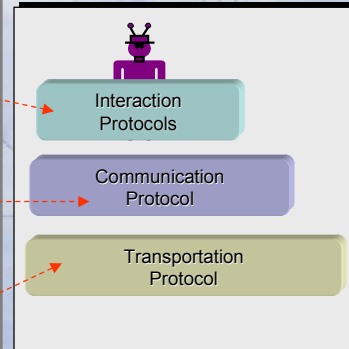 Interaction
Protocols
Communication
Protocol
Transportation
Protocol